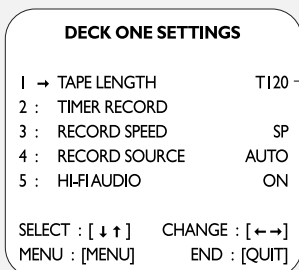 DECK ONE SETTINGS
1 → TAPE LENGTH T120
2 : TIMER RECORD
3 : RECORD SPEED SP
4 : RECORD SOURCE AUTO
5 : HI-FI AUDIO ON
SELECT : [↓↑] CHANGE : [←→]
MENU : [MENU] END : [QUIT]